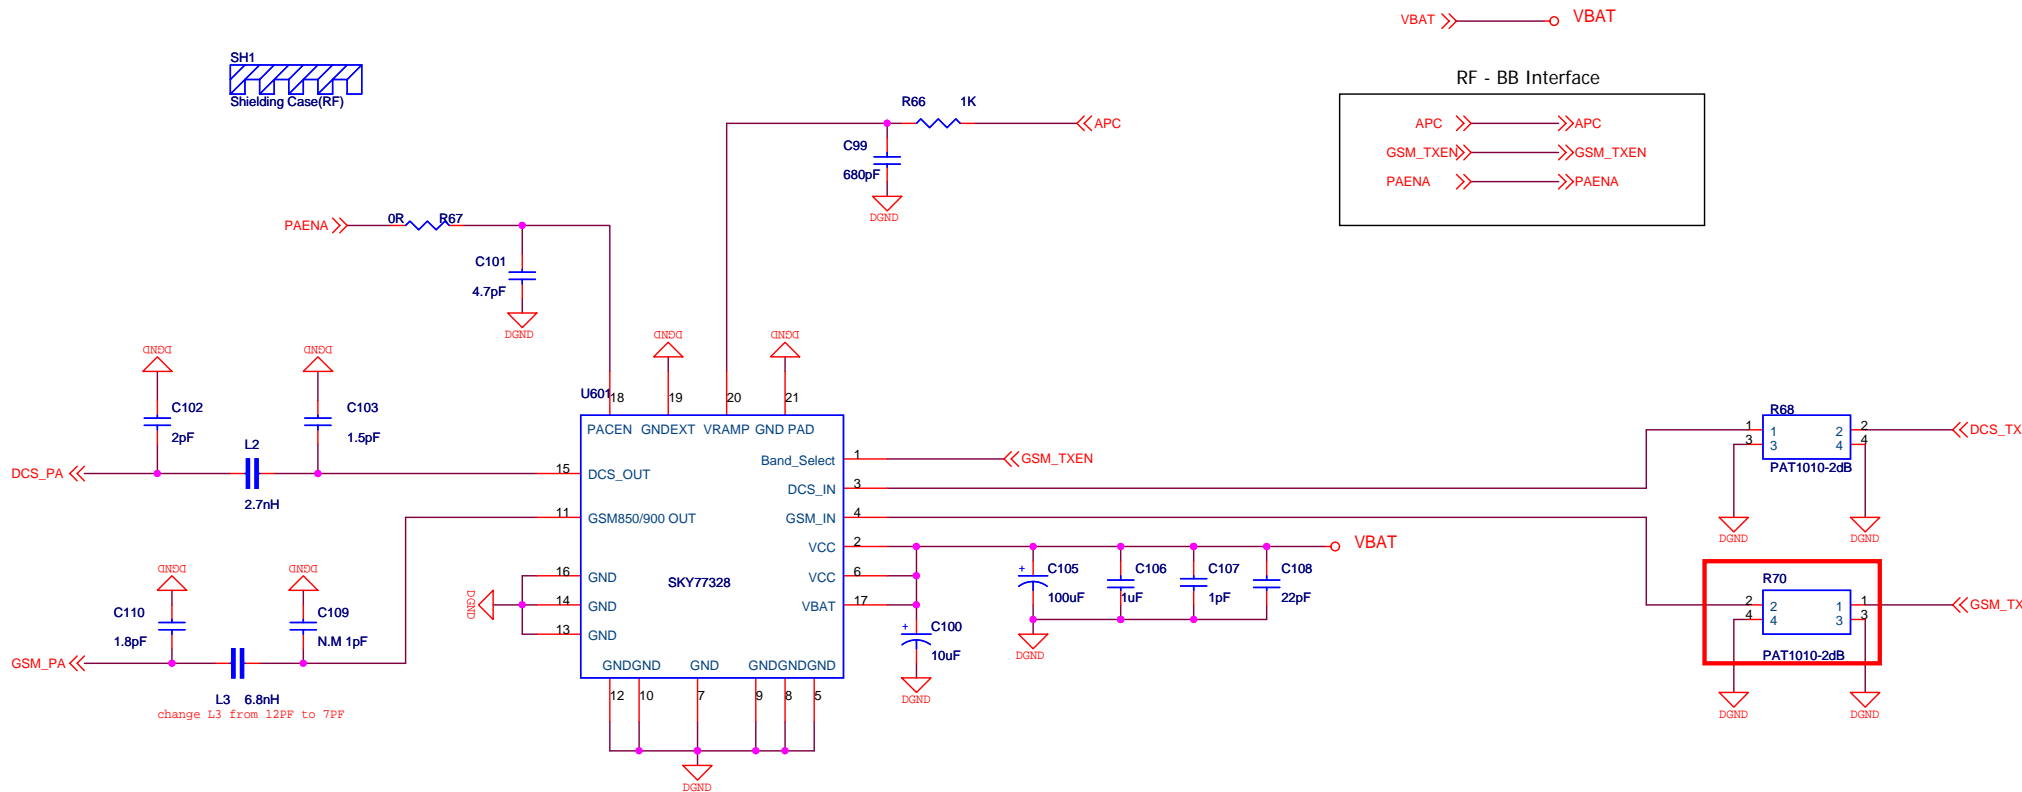 VBAT VBAT
SH1
Shielding Case(RF)
RF - BB Interface
R66 1K
APC
APC APC
GSM_TXEN GSM_TXEN
PAENA PAENA
C99
680pF
DGND
PAENA 0R R67
C101
4.7pF
DGND
DGND DGND
DGND DGND
C102 2pF
C103 1.5pF
L2
2.7nH
DCS_PA
U601
18 19 20 21
PACEN GNDEXT VRAMP GND PAD
15 DCS_OUT
11 GSM850/900 OUT
16 GND
14 GND
13 GND
DGND
Band_Select 1
DCS_IN 3
GSM_IN 4
VCC 2
VCC 6
VBAT 17
SKY77328
GNDGND GND GNDGNDGND
12 10 7 9 8 5
DGND
GSM_TXEN
VBAT
C105 100uF
C106 1uF
C107 1pF
C108 22pF
DGND
C100
10uF
DGND
DGND DGND
C110
1.8pF
C109
N.M 1pF
GSM_PA
L3 6.8nH
change L3 from 12PF to 7PF
R68
1 1 2 2
3 3 4 4
PAT1010-2dB
DCS_TX
DGND DGND
R70
2 2 1 1
4 4 3 3
PAT1010-2dB
GSM_TX
DGND DGND